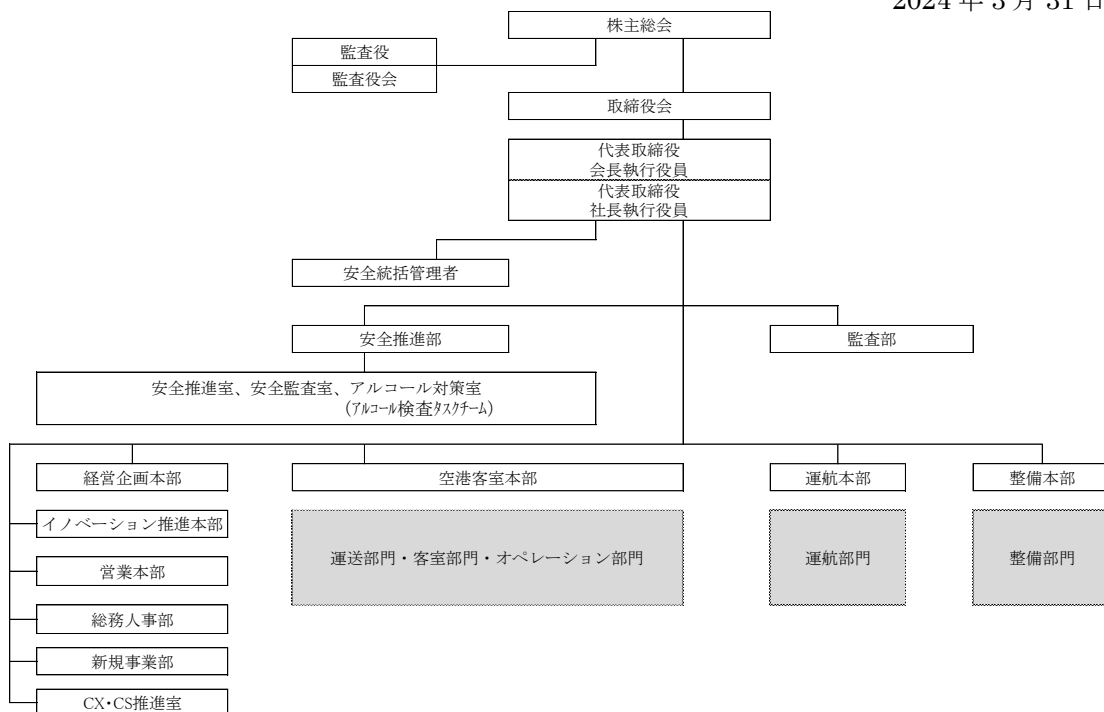 2024 年 3 月 31 日
株主総会
監査役
監査役会
取締役会
代表取締役
会長執行役員
代表取締役
社長執行役員
安全統括管理者
安全推進部
監査部
安全推進室、安全監査室、アルコール対策室
(アルコール検査タスクチーム)
経営企画本部
空港客室本部
運航本部
整備本部
イノベーション推進本部
運送部門・客室部門・オペレーション部門
運航部門
整備部門
営業本部
総務人事部
新規事業部
CX・CS推進室